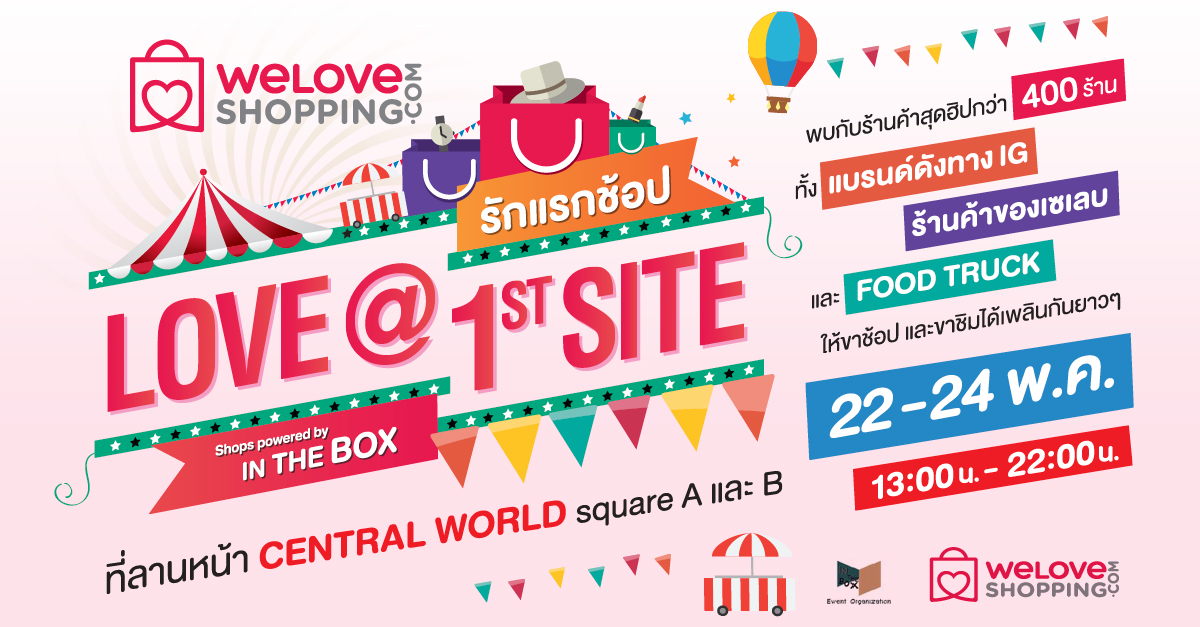 WELOVE
SHOPPING.COM
รักแรกช้อป
LOVE @ 1ST SITE
Shops powered by
IN THE BOX
ที่ลานหน้า CENTRAL WORLD square A และ B
พบกับร้านค้าสุดฮิปกว่า 400 ร้าน
ทั้ง แบรนด์ดังทาง IG
ร้านค้าของเซเลบ
และ FOOD TRUCK
ให้ขาช้อป และขาชิมได้เพลินกันยาวๆ
22 - 24 พ.ค.
13:00 น. - 22:00 น.
Event Organization
WELOVE
SHOPPING.COM